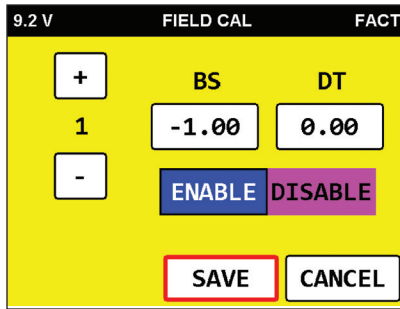 9.2 V FIELD CAL FACT
+ BS DT
1 -1.00 0.00
-
ENABLE DISABLE
SAVE CANCEL